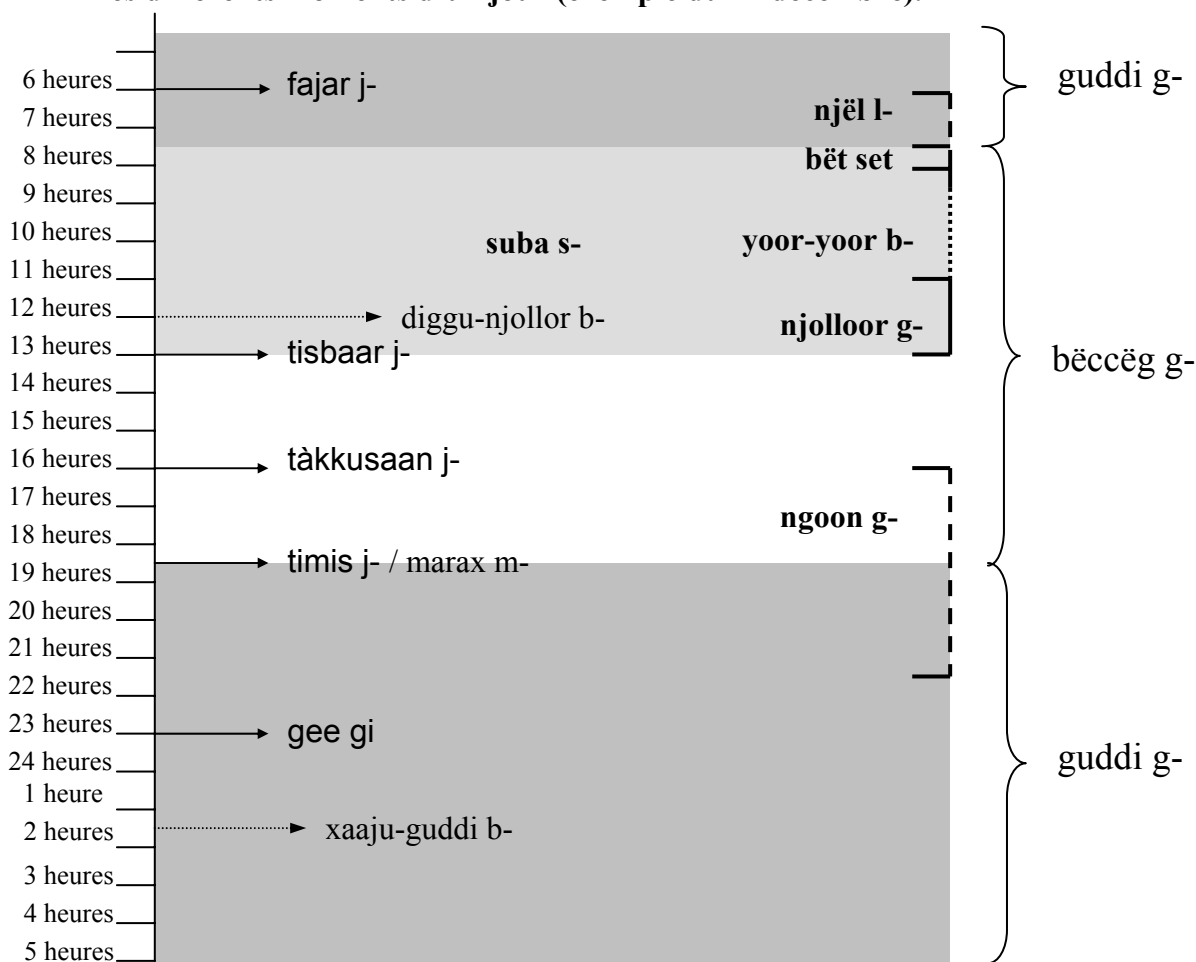 6 heures fajar j- guddi g-
7 heures njël l-
8 heures bët set
9 heures
10 heures suba s- yoor-yoor b-
11 heures
12 heures diggu-njollor b- njolloor g-
13 heures tisbaar j- bëccëg g-
14 heures
15 heures
16 heures tàkkusaan j-
17 heures ngoon g-
18 heures
timis j- / marax m-
19 heures
20 heures
21 heures
22 heures
23 heures gee gi
24 heures guddi g-
1 heure
2 heures xaaju-guddi b-
3 heures
4 heures
5 heures